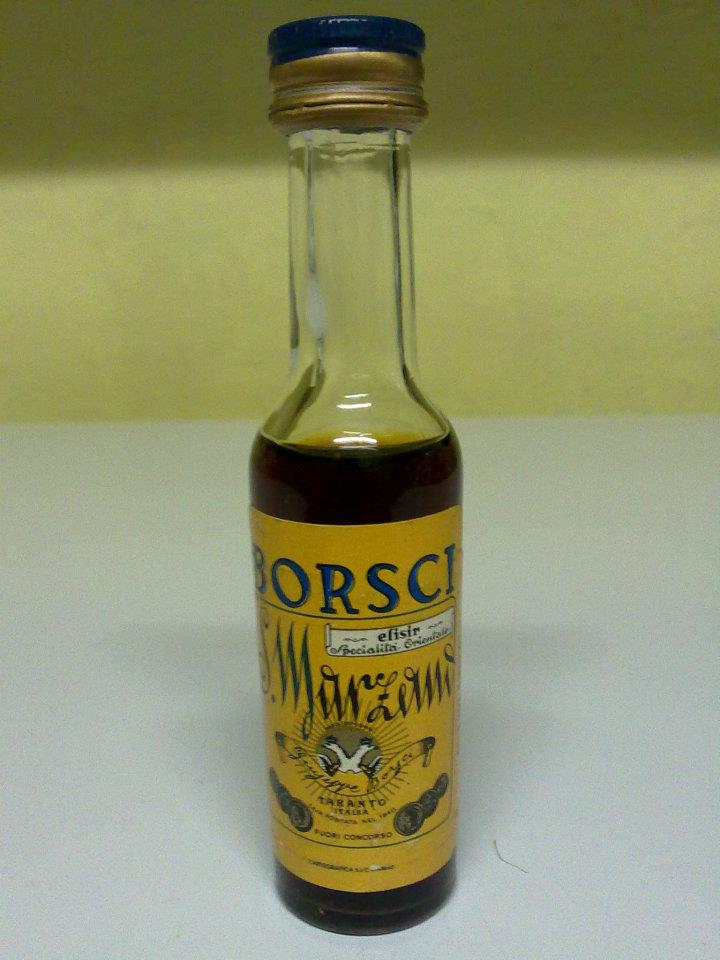 BORSCI
elisir
Specialità Orientale
S. Marzano
Giuseppe Borsci
TARANTO
ITALIA
FUORI CONCORSO